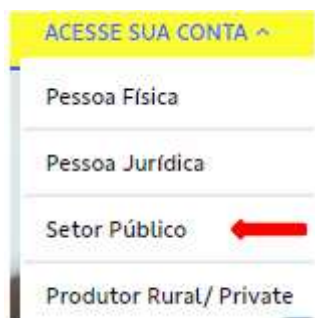 ACESSE SUA CONTA ^
Pessoa Física
Pessoa Jurídica
Setor Público
Produtor Rural/ Private